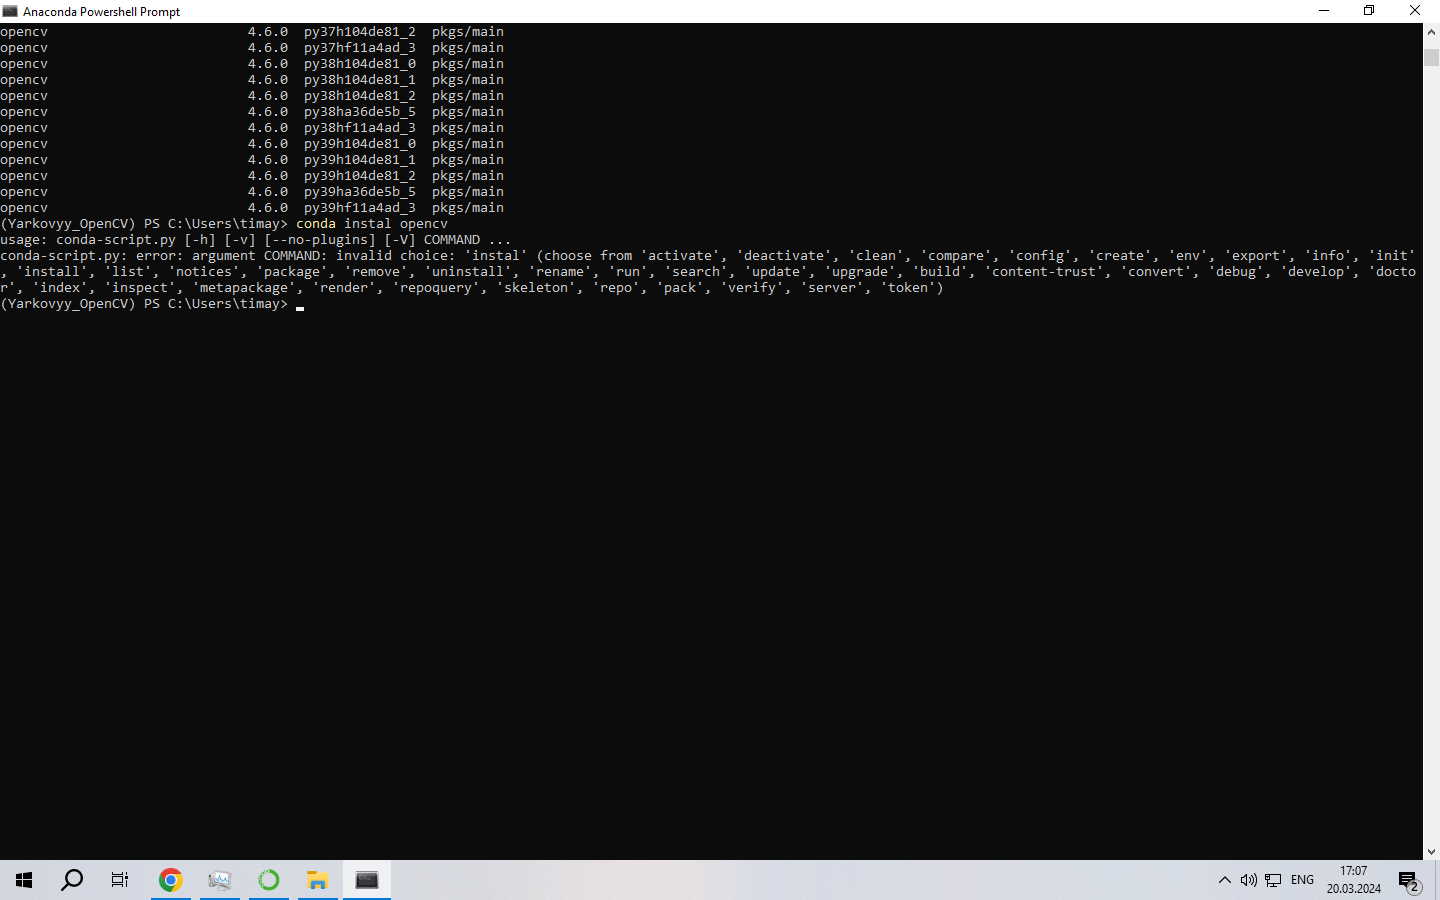 Anaconda Powershell Prompt
opencv 4.6.0 py37h104de81_2 pkgs/main
opencv 4.6.0 py37hf11a4ad_3 pkgs/main
opencv 4.6.0 py38h104de81_0 pkgs/main
opencv 4.6.0 py38h104de81_1 pkgs/main
opencv 4.6.0 py38h104de81_2 pkgs/main
opencv 4.6.0 py38ha36de5b_5 pkgs/main
opencv 4.6.0 py38hf11a4ad_3 pkgs/main
opencv 4.6.0 py39h104de81_0 pkgs/main
opencv 4.6.0 py39h104de81_1 pkgs/main
opencv 4.6.0 py39h104de81_2 pkgs/main
opencv 4.6.0 py39ha36de5b_5 pkgs/main
opencv 4.6.0 py39hf11a4ad_3 pkgs/main
(Yarkovyy_OpenCV) PS C:\Users\timay> conda instal opencv
usage: conda-script.py [-h] [-v] [--no-plugins] [-V] COMMAND ...
conda-script.py: error: argument COMMAND: invalid choice: 'instal' (choose from 'activate', 'deactivate', 'clean', 'compare', 'config', 'create', 'env', 'export', 'info', 'init'
, 'install', 'list', 'notices', 'package', 'remove', 'uninstall', 'rename', 'run', 'search', 'update', 'upgrade', 'build', 'content-trust', 'convert', 'debug', 'develop', 'docto
r', 'index', 'inspect', 'metapackage', 'render', 'repoquery', 'skeleton', 'repo', 'pack', 'verify', 'server', 'token')
(Yarkovyy_OpenCV) PS C:\Users\timay>
ENG
17:07
20.03.2024
2